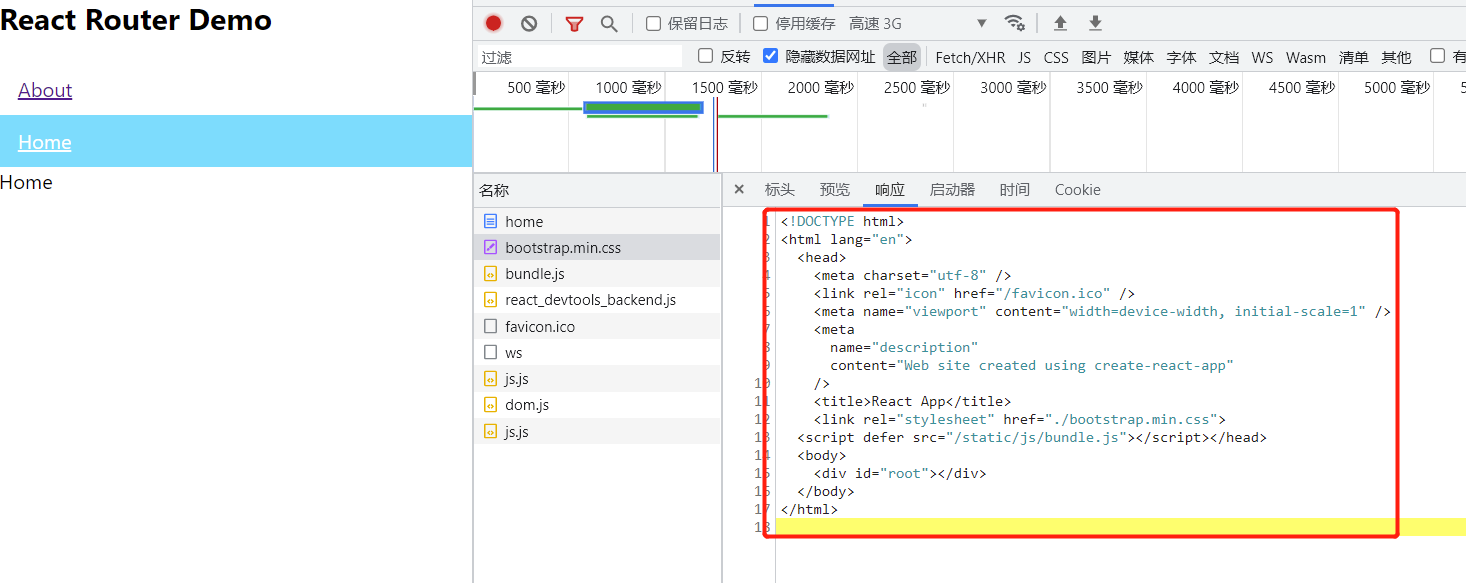 React Router Demo
About
Home
Home
保留日志
停用缓存
高速 3G
过滤
反转
隐藏数据网址
全部
Fetch/XHR
JS
CSS
图片
媒体
字体
文档
WS
Wasm
清单
其他
有
500 毫秒
1000 毫秒
1500 毫秒
2000 毫秒
2500 毫秒
3000 毫秒
3500 毫秒
4000 毫秒
4500 毫秒
5000 毫秒
5
名称
home
bootstrap.min.css
bundle.js
react_devtools_backend.js
favicon.ico
ws
js.js
dom.js
js.js
标头
预览
响应
启动器
时间
Cookie
1 <!DOCTYPE html>
2 <html lang="en">
3 <head>
4 <meta charset="utf-8" />
5 <link rel="icon" href="/favicon.ico" />
6 <meta name="viewport" content="width=device-width, initial-scale=1" />
7 <meta
8 name="description"
9 content="Web site created using create-react-app"
10 />
11 <title>React App</title>
12 <link rel="stylesheet" href="./bootstrap.min.css">
13 <script defer src="/static/js/bundle.js"></script></head>
14 <body>
15 <div id="root"></div>
16 </body>
17 </html>
18